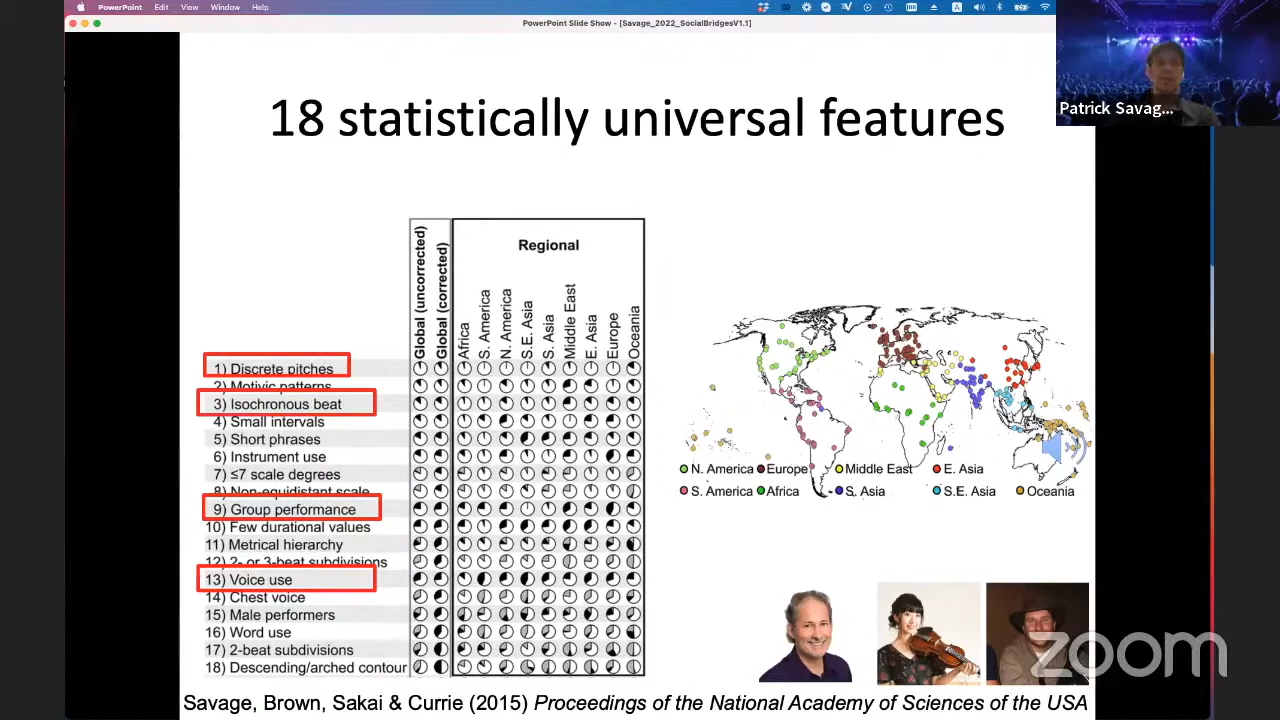 PowerPoint Edit View Window Help
PowerPoint Slide Show - [Savage_2022_SocialBridgesV1.1]
Patrick Savag...
18 statistically universal features
Regional
Global (uncorrected)
Global (corrected)
Africa
S. America
N. America
S.E. Asia
S. Asia
Middle East
E. Asia
Europe
Oceania
1) Discrete pitches
2) Motivic patterns
3) Isochronous beat
4) Small intervals
5) Short phrases
6) Instrument use
7) ≤7 scale degrees
8) Non-equidistant scale
9) Group performance
10) Few durational values
11) Metrical hierarchy
12) 2- or 3-beat subdivisions
13) Voice use
14) Chest voice
15) Male performers
16) Word use
17) 2-beat subdivisions
18) Descending/arched contour
N. America Europe Middle East E. Asia
S. America Africa S. Asia S.E. Asia Oceania
zoom
Savage, Brown, Sakai & Currie (2015) Proceedings of the National Academy of Sciences of the USA